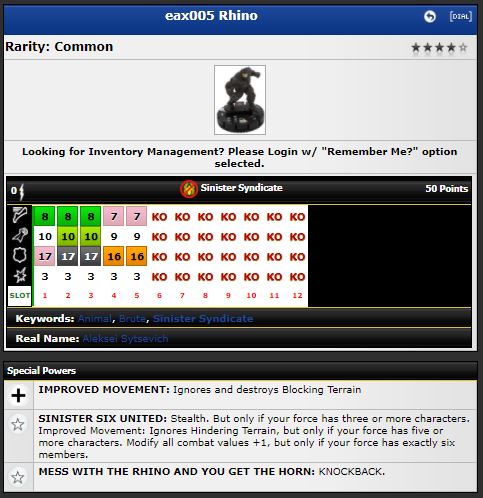 eax005 Rhino
[DIAL]
Rarity: Common
Looking for Inventory Management? Please Login w/ "Remember Me?" option
selected.
0 Sinister Syndicate 50 Points
8 8 8 7 7 KO KO KO KO KO KO KO
10 10 10 9 9 KO KO KO KO KO KO KO
17 17 17 16 16 KO KO KO KO KO KO KO
3 3 3 3 3 KO KO KO KO KO KO KO
SLOT 1 2 3 4 5 6 7 8 9 10 11 12
Keywords: Animal, Brute, Sinister Syndicate
Real Name: Aleksei Sytsevich
Special Powers
IMPROVED MOVEMENT: Ignores and destroys Blocking Terrain
SINISTER SIX UNITED: Stealth. But only if your force has three or more characters.
Improved Movement: Ignores Hindering Terrain, but only if your force has five or
more characters. Modify all combat values +1, but only if your force has exactly six
members.
MESS WITH THE RHINO AND YOU GET THE HORN: KNOCKBACK.